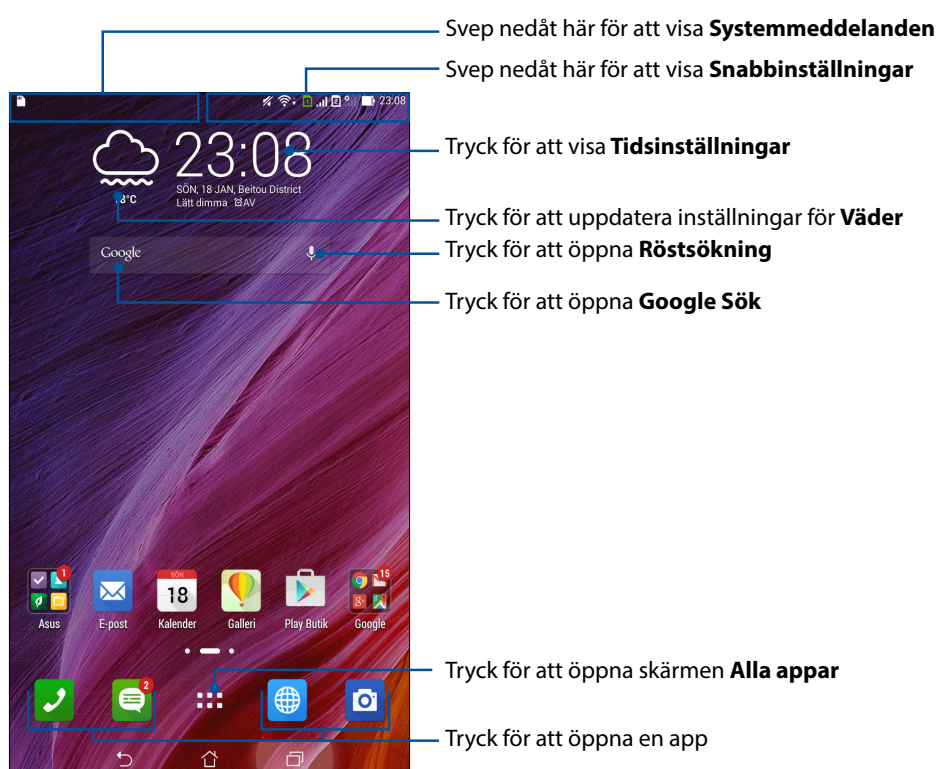 Svep nedåt här för att visa Systemmeddelanden
Svep nedåt här för att visa Snabbinställningar
23:08
23:08
Tryck för att visa Tidsinställningar
SÖN, 18 JAN, Beitou District
Lätt dimma AV
Tryck för att uppdatera inställningar för Väder
Google
Tryck för att öppna Röstsökning
Tryck för att öppna Google Sök
1
SÖN
18
15
Asus
E-post
Kalender
Galleri
Play Butik
Google
Tryck för att öppna skärmen Alla appar
2
Tryck för att öppna en app